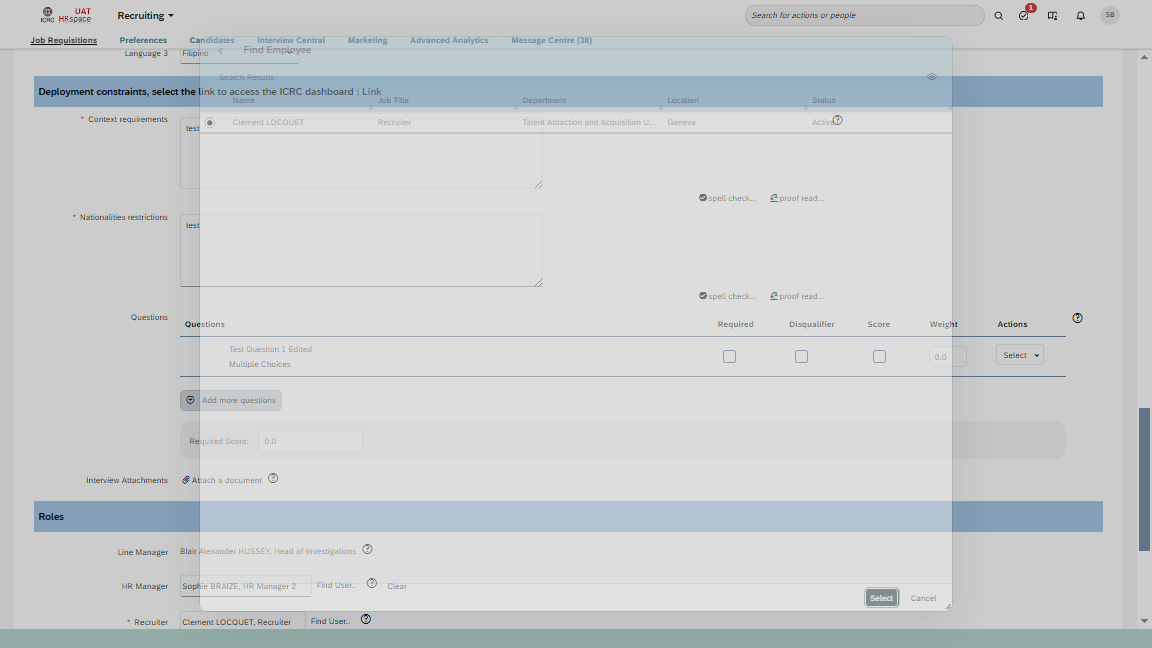 ICRC UAT HRspace Recruiting Search for actions or people 1 SB
Job Requisitions Preferences Candidates Interview Central Marketing Advanced Analytics Message Centre (38)
Find Employee
Language 3 Filipino
Search Results
Deployment constraints, select the link to access the ICRC dashboard : Link
Name Job Title Department Location Status
* Context requirements test
Clement LOCQUET Recruiter Talent Attraction and Acquisition U... Geneva Active
spell check... proof read...
* Nationalities restrictions test
spell check... proof read...
Questions
Questions Required Disqualifier Score Weight Actions
Test Question 1 Edited
Multiple Choices 0.0 Select
Add more questions
Required Score: 0.0
Interview Attachments Attach a document
Roles
Line Manager Blair Alexander HUSSEY, Head of Investigations
HR Manager Sophie BRAIZE, HR Manager 2 Find User.. Clear
Select Cancel
* Recruiter Clement LOCQUET, Recruiter Find User..